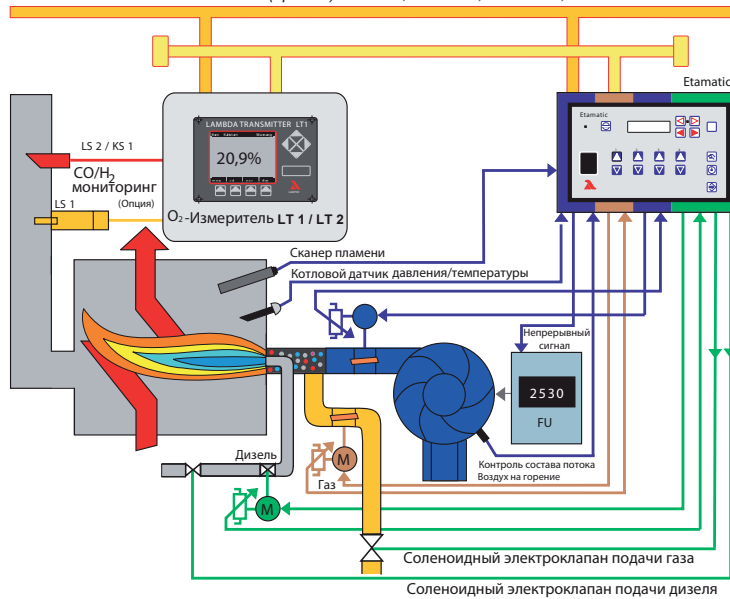 Etamatic
Etamatic
LAMBDA TRANSMITTER LT1
20,9%
LS 2 / KS 1
CO/H2
мониторинг
(Опция)
LS 1
O2-Измеритель LT 1 / LT 2
Сканер пламени
Котловой датчик давления/температуры
Непрерывный
сигнал
2530
FU
Контроль состава потока
Воздух на горение
Дизель
M
Газ
M
Соленоидный электроклапан подачи газа
Соленоидный электроклапан подачи дизеля